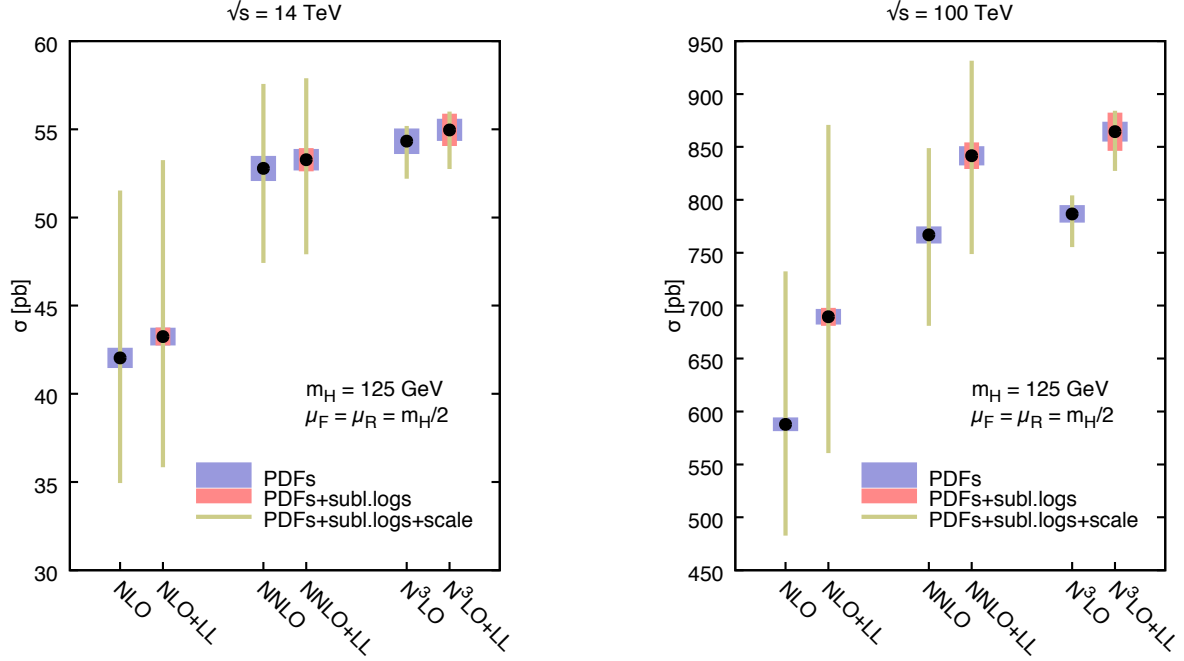 √s = 14 TeV
60
55
50
45
40
35
30
σ [pb]
m_H = 125 GeV
μ_F = μ_R = m_H/2
PDFs
PDFs+subl.logs
PDFs+subl.logs+scale
NLO
NLO+LL
NNLO
NNLO+LL
N³LO
N³LO+LL
√s = 100 TeV
950
900
850
800
750
700
650
600
550
500
450
σ [pb]
m_H = 125 GeV
μ_F = μ_R = m_H/2
PDFs
PDFs+subl.logs
PDFs+subl.logs+scale
NLO
NLO+LL
NNLO
NNLO+LL
N³LO
N³LO+LL